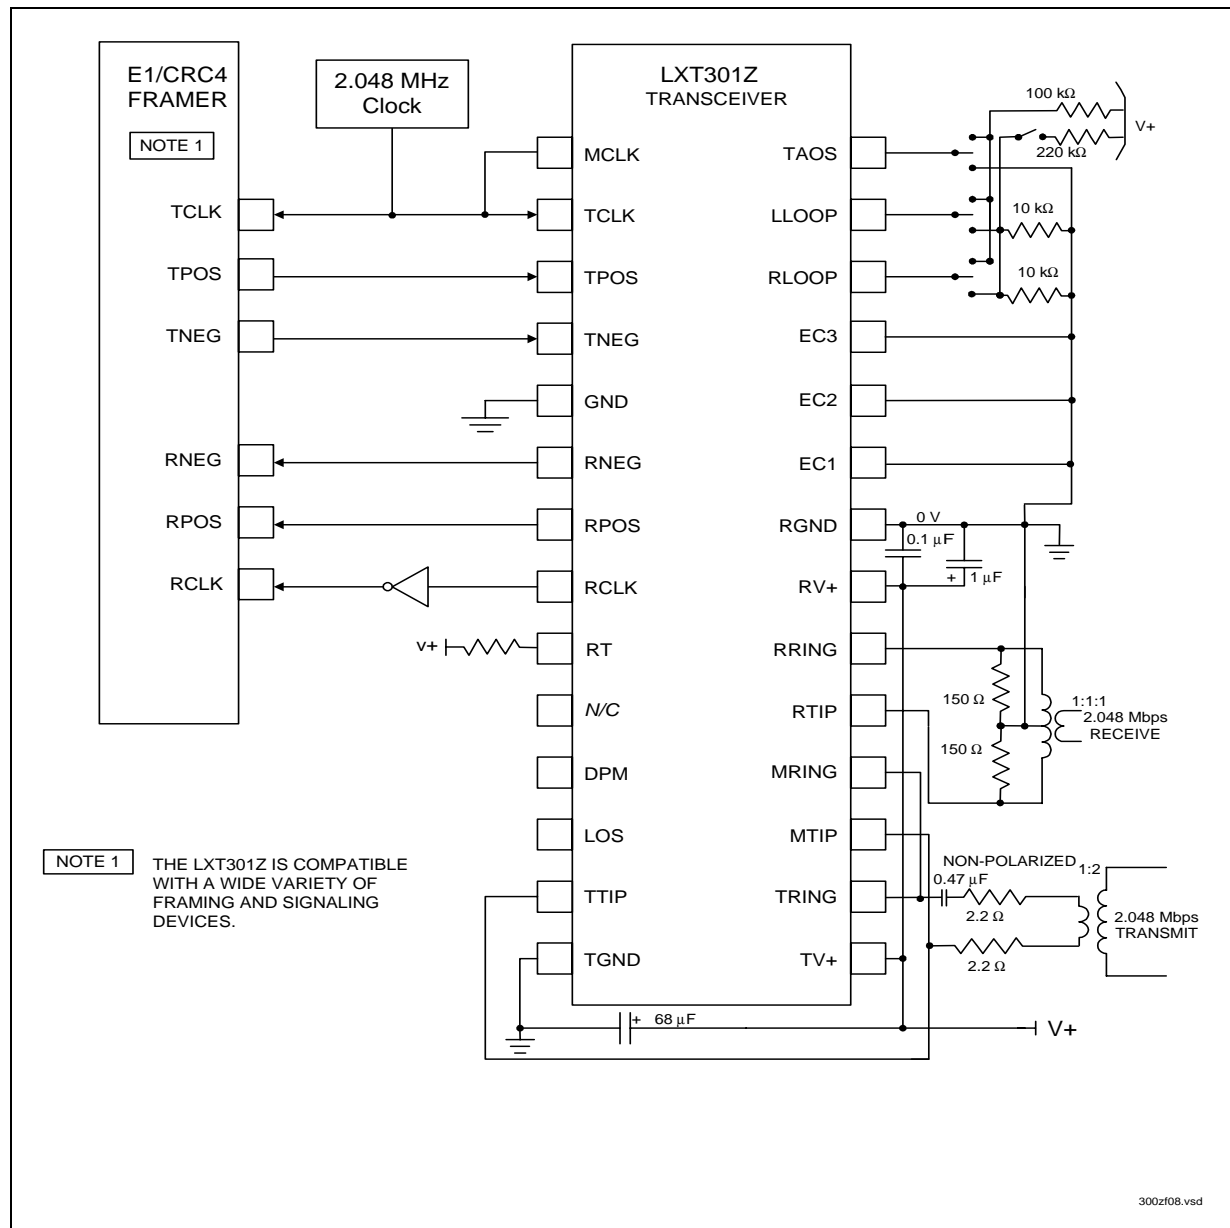 E1/CRC4
FRAMER
NOTE 1
TCLK
TPOS
TNEG
RNEG
RPOS
RCLK
2.048 MHz
Clock
LXT301Z
TRANSCEIVER
MCLK
TCLK
TPOS
TNEG
GND
RNEG
RPOS
RCLK
RT
N/C
DPM
LOS
TTIP
TGND
v+
TAOS
LLOOP
RLOOP
EC3
EC2
EC1
RGND
RV+
RRING
RTIP
MRING
MTIP
TRING
TV+
100 kΩ
V+
220 kΩ
10 kΩ
10 kΩ
0 V
0.1 μF
+ 1 μF
150 Ω
150 Ω
1:1:1
2.048 Mbps
RECEIVE
NON-POLARIZED
1:2
0.47 μF
2.2 Ω
2.2 Ω
2.048 Mbps
TRANSMIT
+ 68 μF
V+
NOTE 1 THE LXT301Z IS COMPATIBLE
WITH A WIDE VARIETY OF
FRAMING AND SIGNALING
DEVICES.
300zf08.vsd